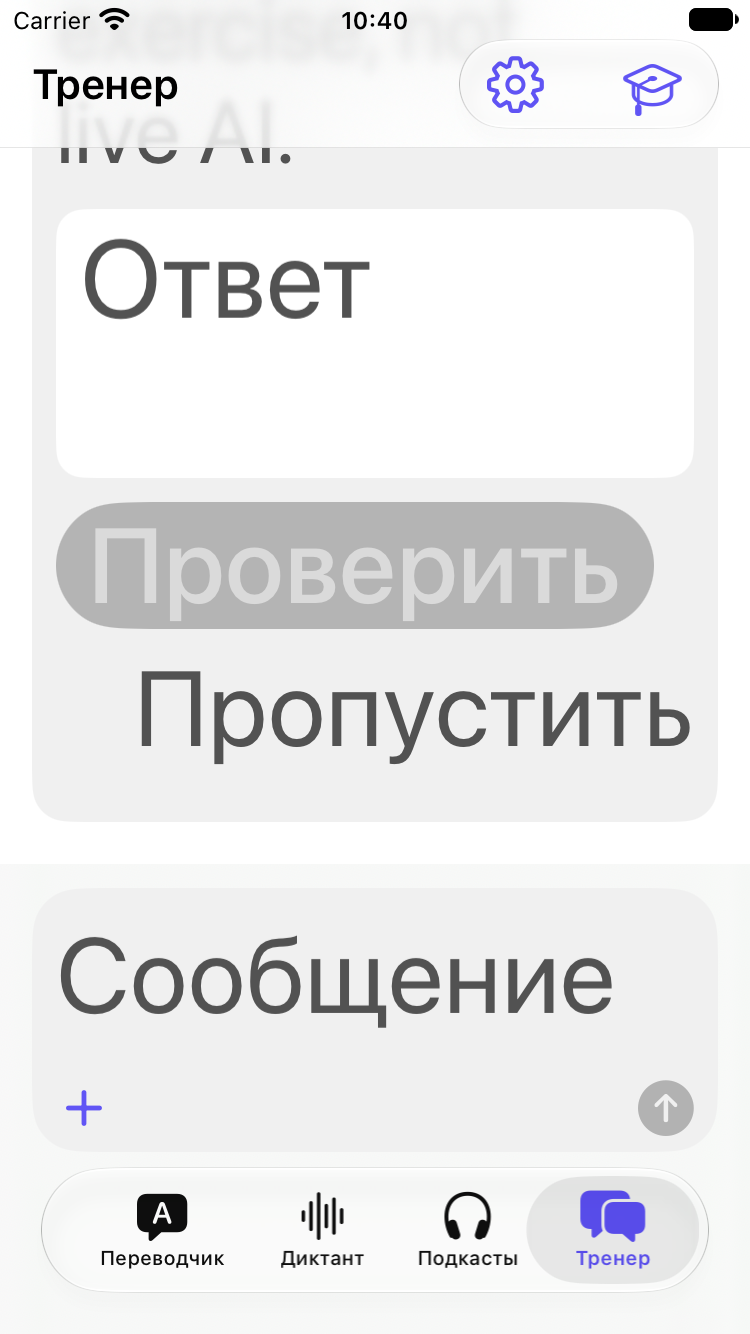 Carrier 10:40
exercise, not
Тренер
live AI.
Ответ
Проверить
Пропустить
Сообщение
A
Переводчик Диктант Подкасты Тренер